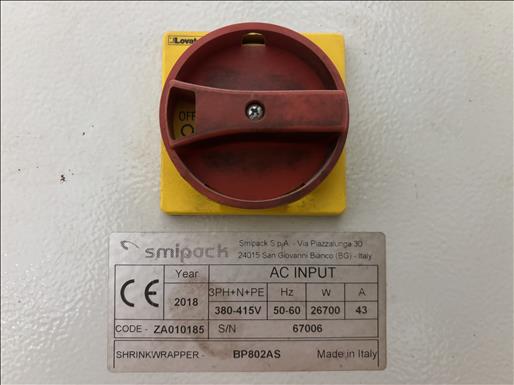 Lovat
OFF
smipack
Smipack S.p.A. - Via Piazzalunga 30
24015 San Giovanni Bianco (BG) - Italy
CE
Year
2018
AC INPUT
3PH+N+PE Hz W A
380-415V 50-60 26700 43
CODE - ZA010185 S/N 67006
SHRINKWRAPPER - BP802AS Made in Italy